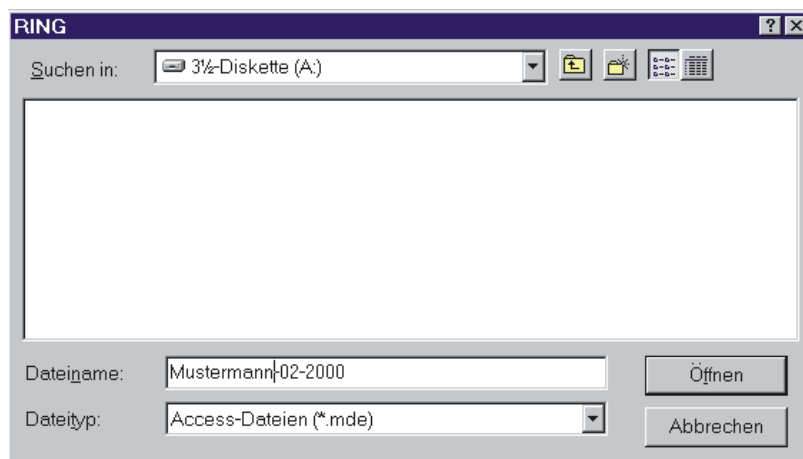 RING
Suchen in: 3½-Diskette (A:)
Dateiname: Mustermann-02-2000 Öffnen
Dateityp: Access-Dateien (*.mde) Abbrechen